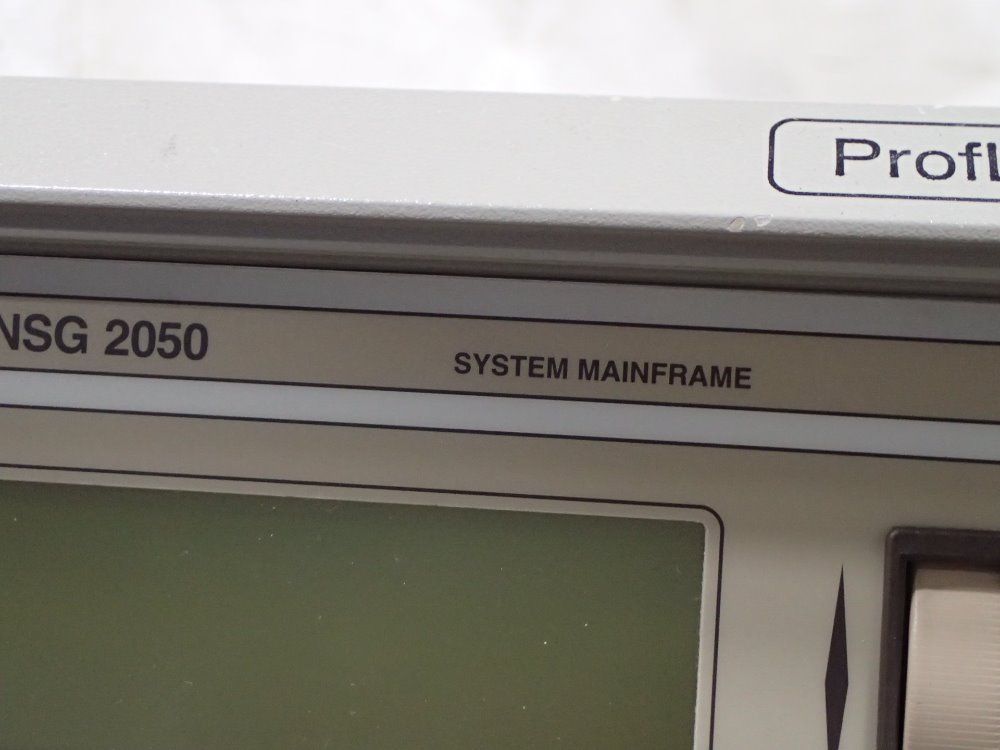 ProfL
NSG 2050
SYSTEM MAINFRAME